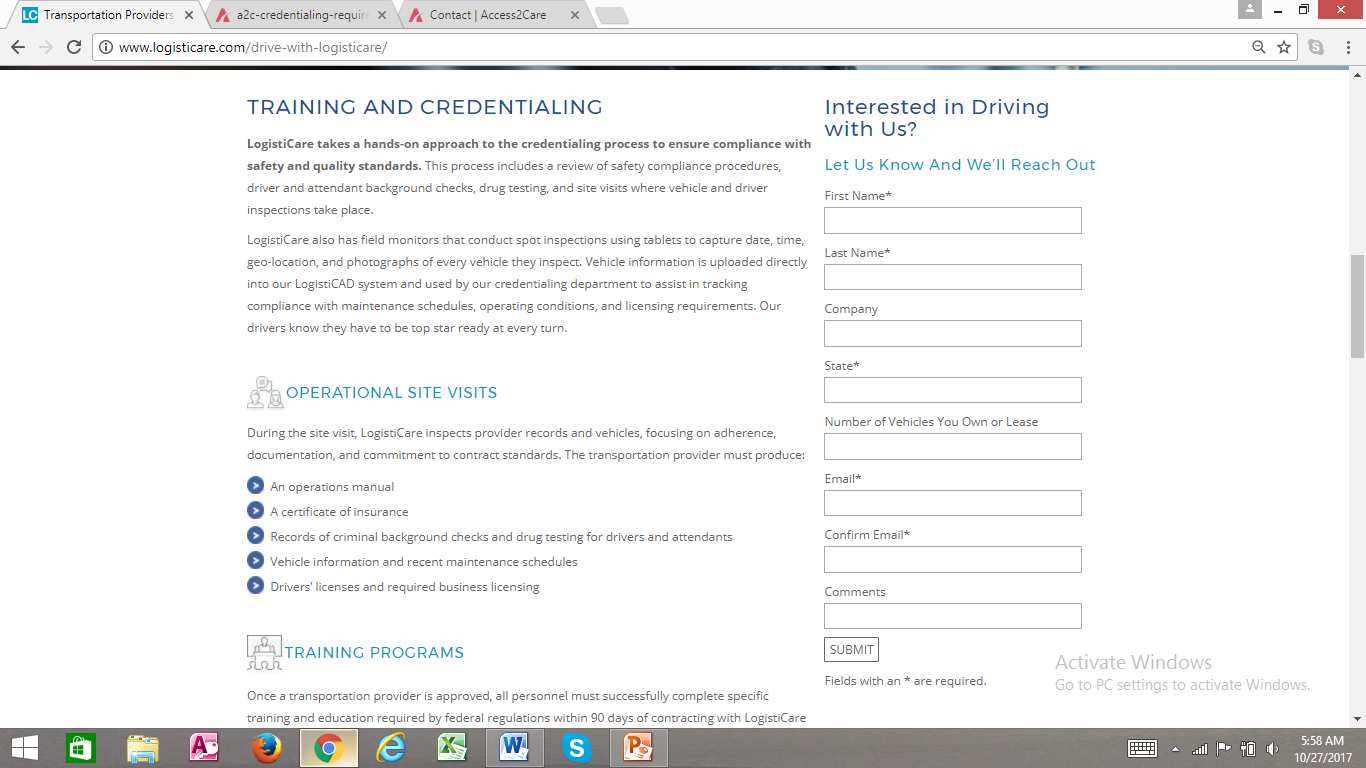 LC Transportation Providers
a2c-credentialing-require
Contact | Access2Care
www.logisticare.com/drive-with-logisticare/
TRAINING AND CREDENTIALING
LogistiCare takes a hands-on approach to the credentialing process to ensure compliance with
safety and quality standards. This process includes a review of safety compliance procedures,
driver and attendant background checks, drug testing, and site visits where vehicle and driver
inspections take place.
LogistiCare also has field monitors that conduct spot inspections using tablets to capture date, time,
geo-location, and photographs of every vehicle they inspect. Vehicle information is uploaded directly
into our LogistiCAD system and used by our credentialing department to assist in tracking
compliance with maintenance schedules, operating conditions, and licensing requirements. Our
drivers know they have to be top star ready at every turn.
OPERATIONAL SITE VISITS
During the site visit, LogistiCare inspects provider records and vehicles, focusing on adherence,
documentation, and commitment to contract standards. The transportation provider must produce:
An operations manual
A certificate of insurance
Records of criminal background checks and drug testing for drivers and attendants
Vehicle information and recent maintenance schedules
Drivers' licenses and required business licensing
TRAINING PROGRAMS
Once a transportation provider is approved, all personnel must successfully complete specific
training and education required by federal regulations within 90 days of contracting with LogistiCare
Interested in Driving
with Us?
Let Us Know And We'll Reach Out
First Name*
Last Name*
Company
State*
Number of Vehicles You Own or Lease
Email*
Confirm Email*
Comments
SUBMIT
Fields with an * are required.
Activate Windows
Go to PC settings to activate Windows.
5:58 AM
10/27/2017